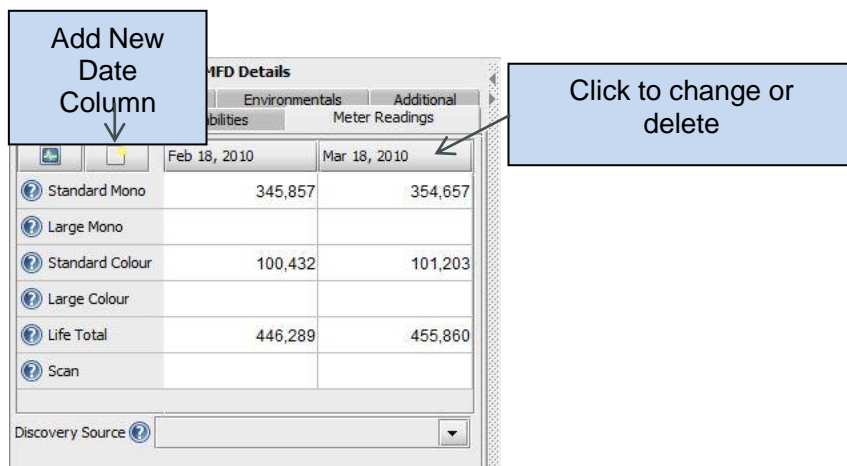 Add New
Date
Column
MFD Details
Click to change or
delete
Environmentals Additional
Meter Readings
Feb 18, 2010 Mar 18, 2010
Standard Mono 345,857 354,657
Large Mono
Standard Colour 100,432 101,203
Large Colour
Life Total 446,289 455,860
Scan
Discovery Source